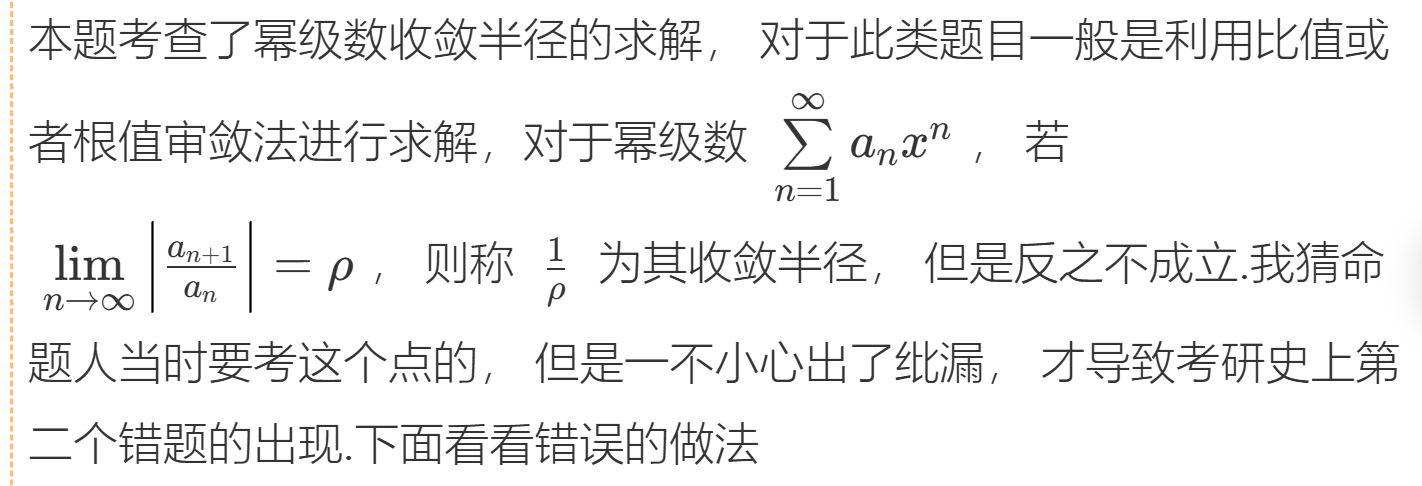 本题考查了幂级数收敛半径的求解， 对于此类题目一般是利用比值或
者根值审敛法进行求解，对于幂级数 $\sum_{n=1}^{\infty} a_n x^n$ ， 若
$\lim_{n \to \infty} \left| \frac{a_{n+1}}{a_n} \right| = \rho$ ， 则称 $\frac{1}{\rho}$ 为其收敛半径， 但是反之不成立.我猜命
题人当时要考这个点的， 但是一不小心出了纰漏， 才导致考研史上第
二个错题的出现.下面看看错误的做法